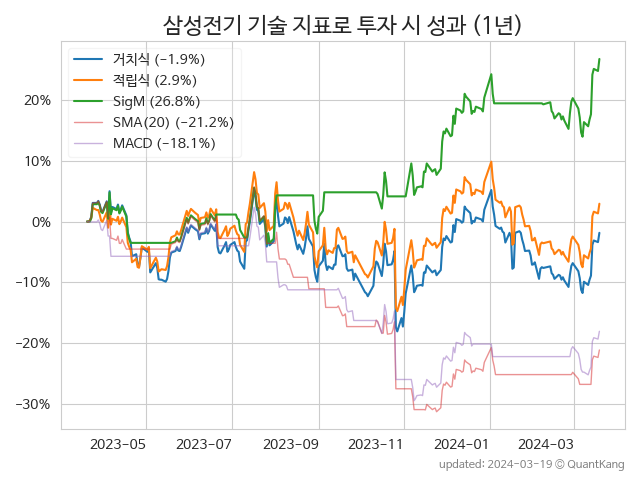 삼성전기 기술 지표로 투자 시 성과 (1년)
거치식 (−1.9%)
적립식 (2.9%)
SigM (26.8%)
SMA(20) (−21.2%)
MACD (−18.1%)
20%
10%
0%
−10%
−20%
−30%
2023-05 2023-07 2023-09 2023-11 2024-01 2024-03
updated: 2024-03-19 © QuantKang